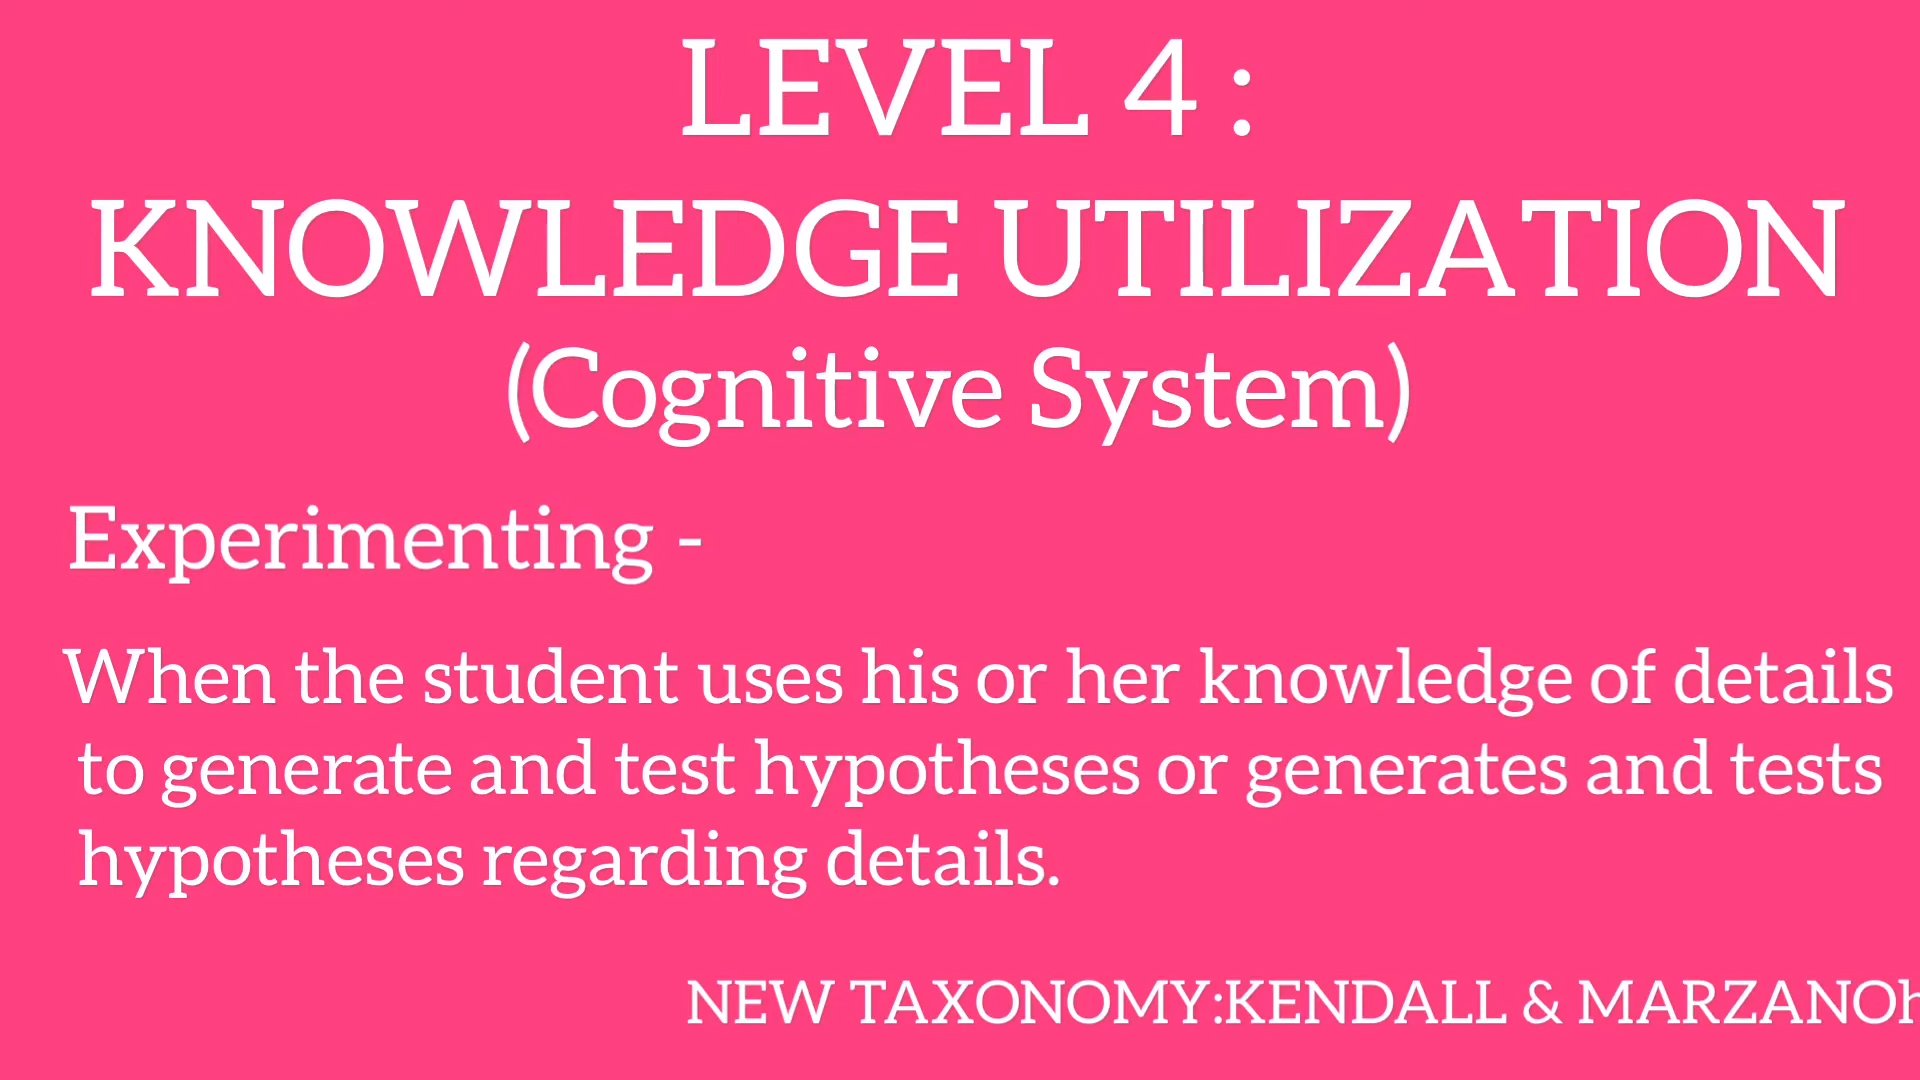 LEVEL 4 :
KNOWLEDGE UTILIZATION
(Cognitive System)
Experimenting -
When the student uses his or her knowledge of details
to generate and test hypotheses or generates and tests
hypotheses regarding details.
NEW TAXONOMY:KENDALL & MARZANOh